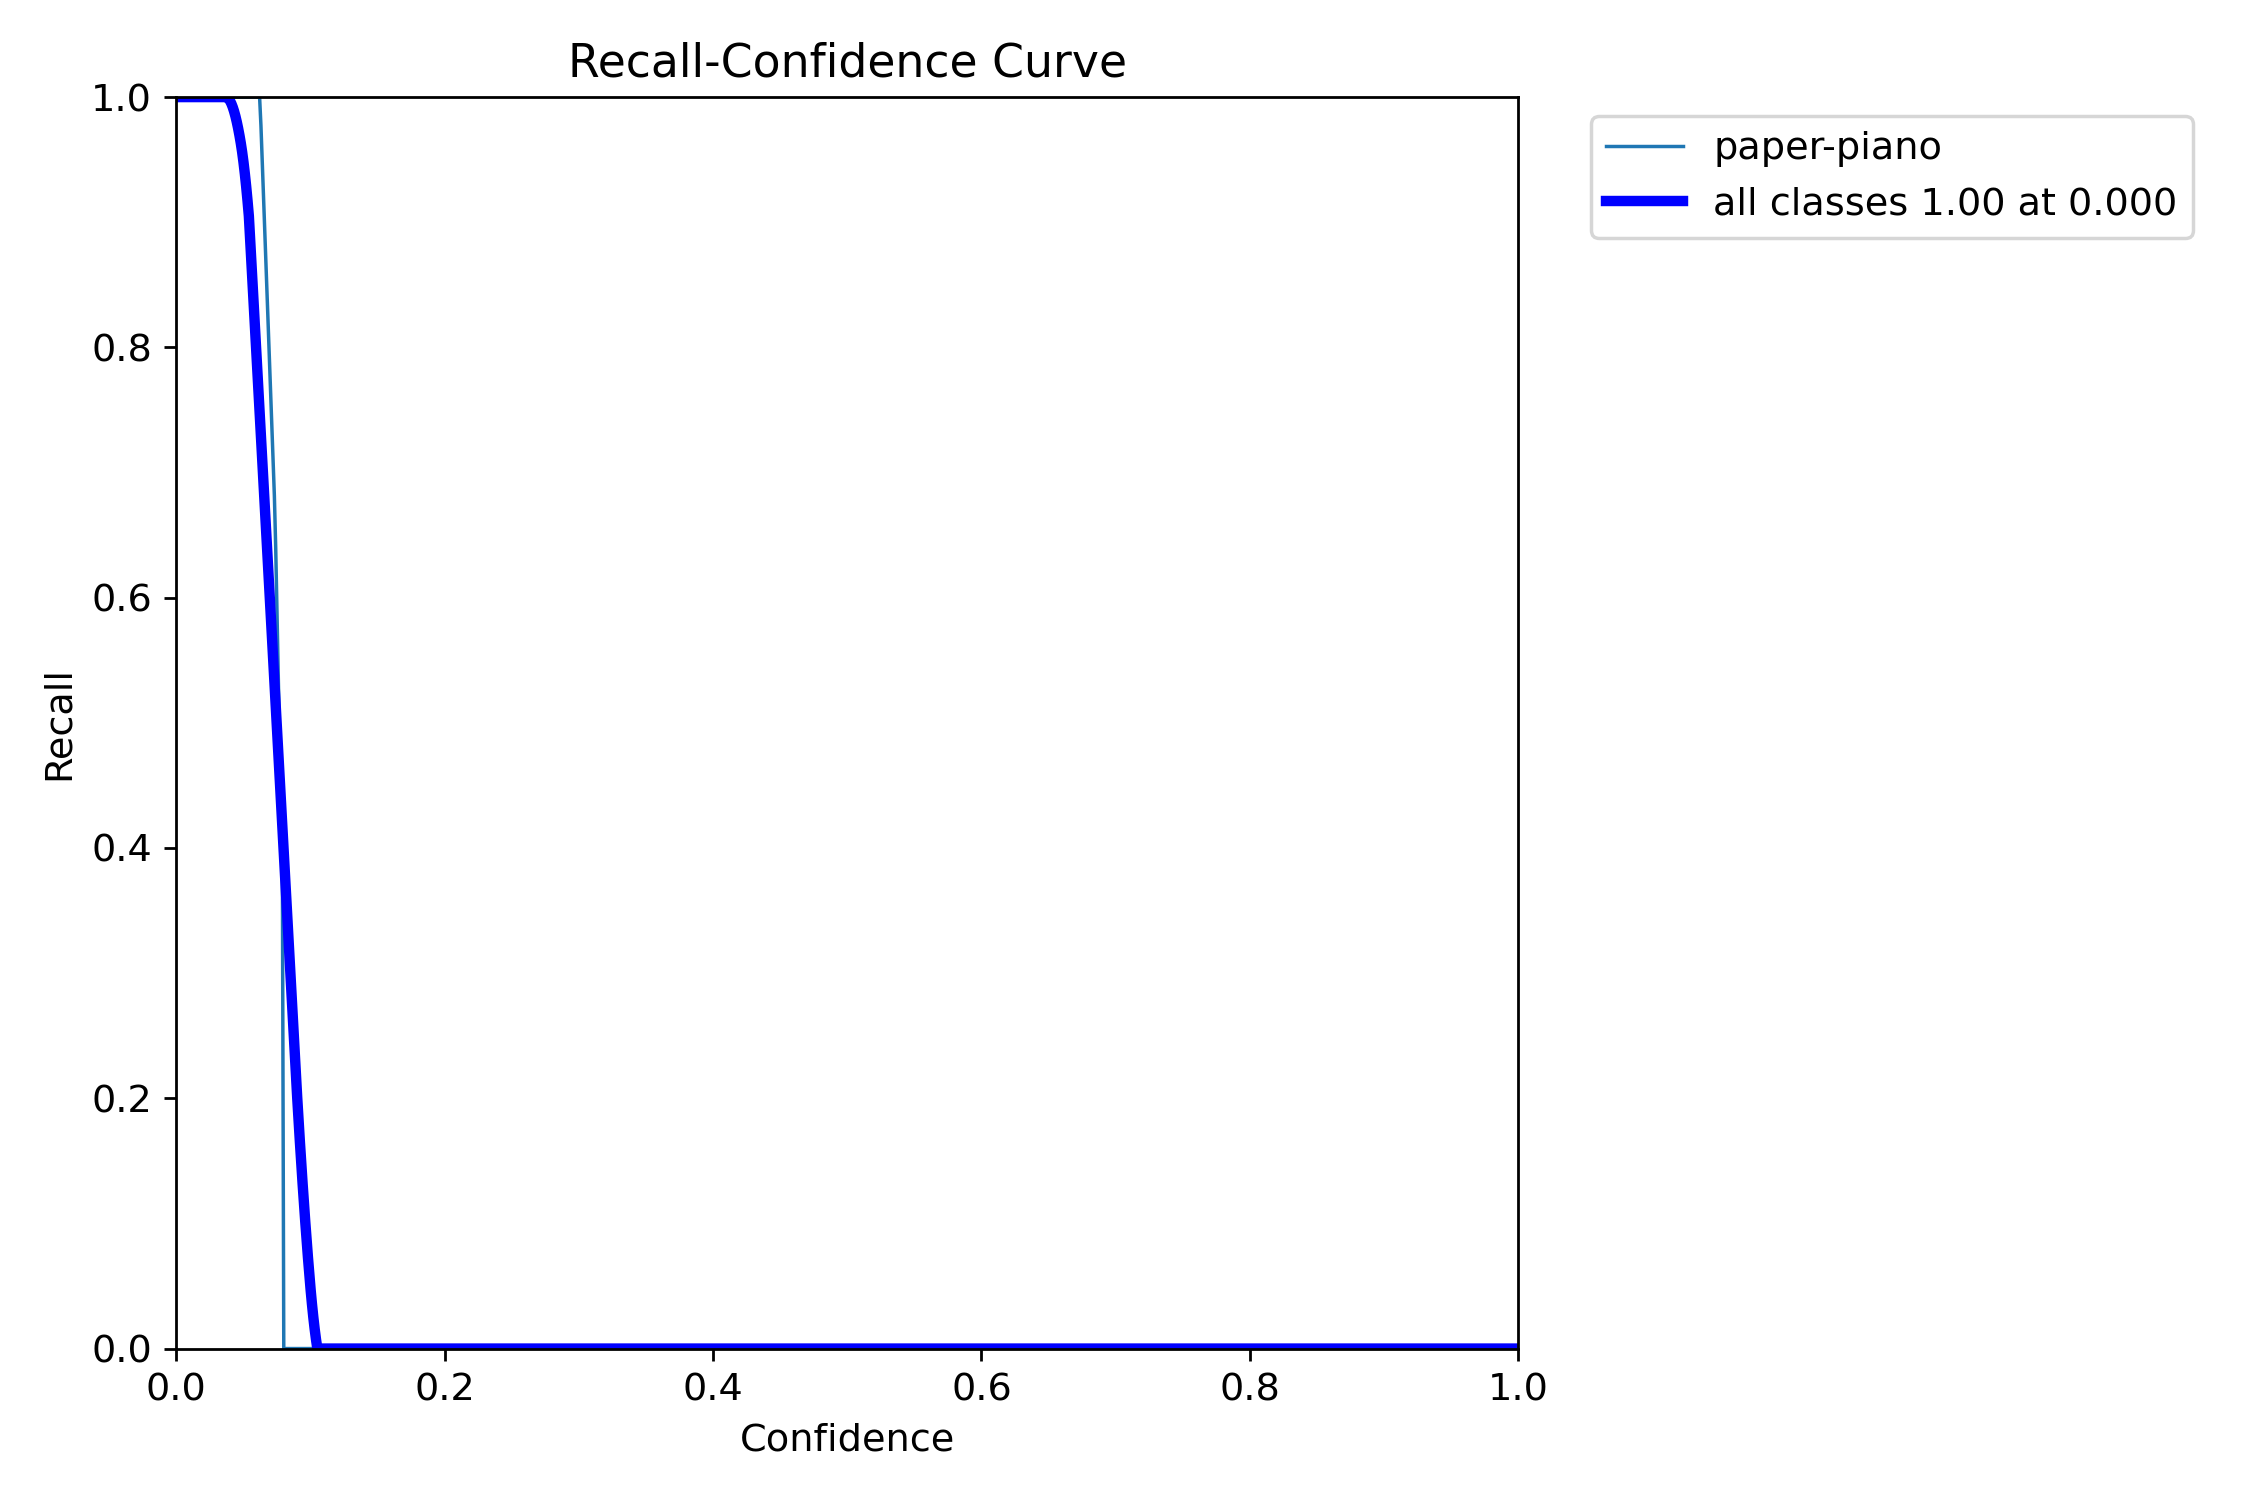 Recall-Confidence Curve
1.0
0.8
0.6
0.4
0.2
0.0
Recall
0.0 0.2 0.4 0.6 0.8 1.0
Confidence
paper-piano
all classes 1.00 at 0.000